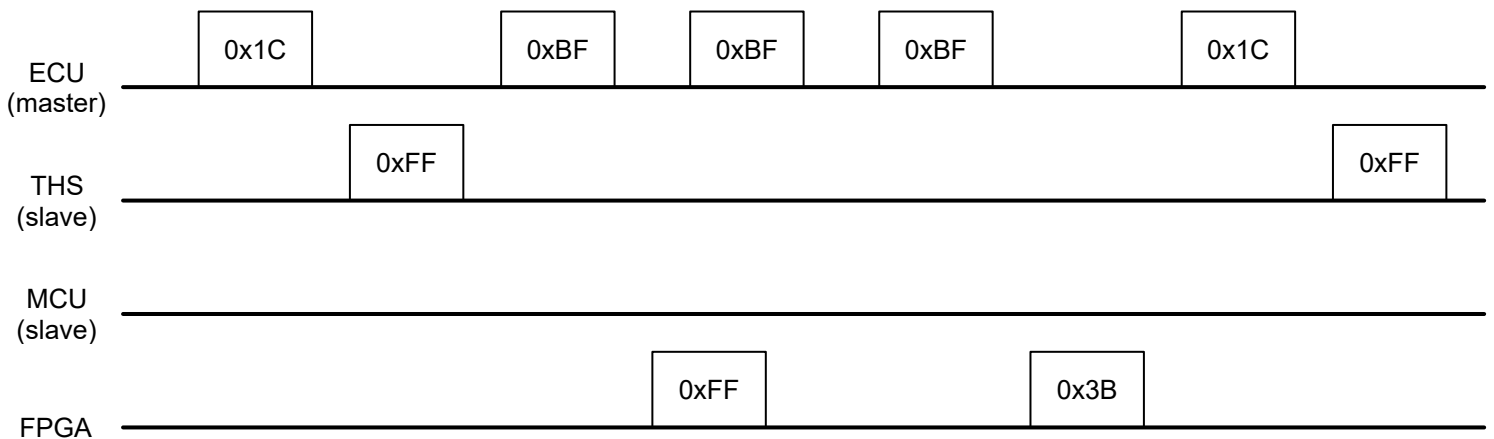 0x1C
0xBF
0xBF
0xBF
0x1C
ECU
(master)
0xFF
0xFF
THS
(slave)
MCU
(slave)
0xFF
0x3B
FPGA